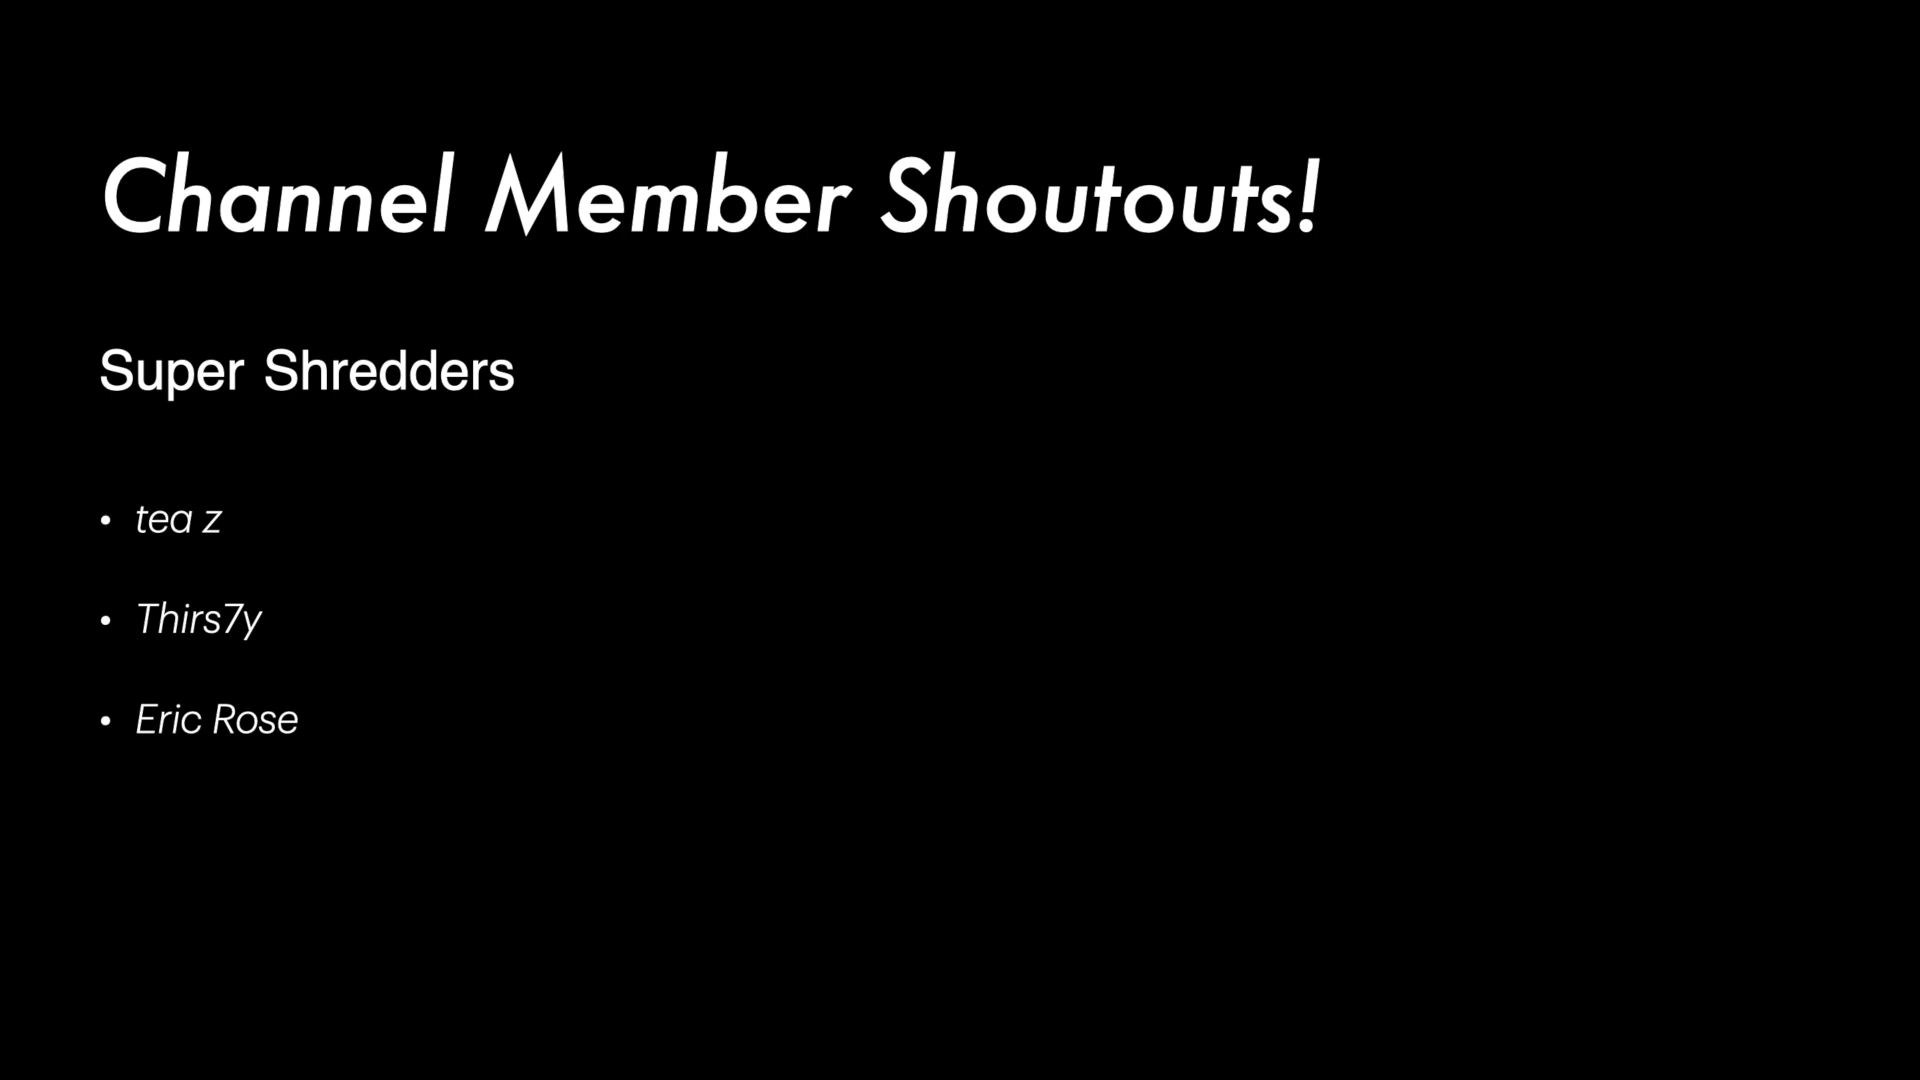 Channel Member Shoutouts!
Super Shredders
• tea z
• Thirs7y
• Eric Rose